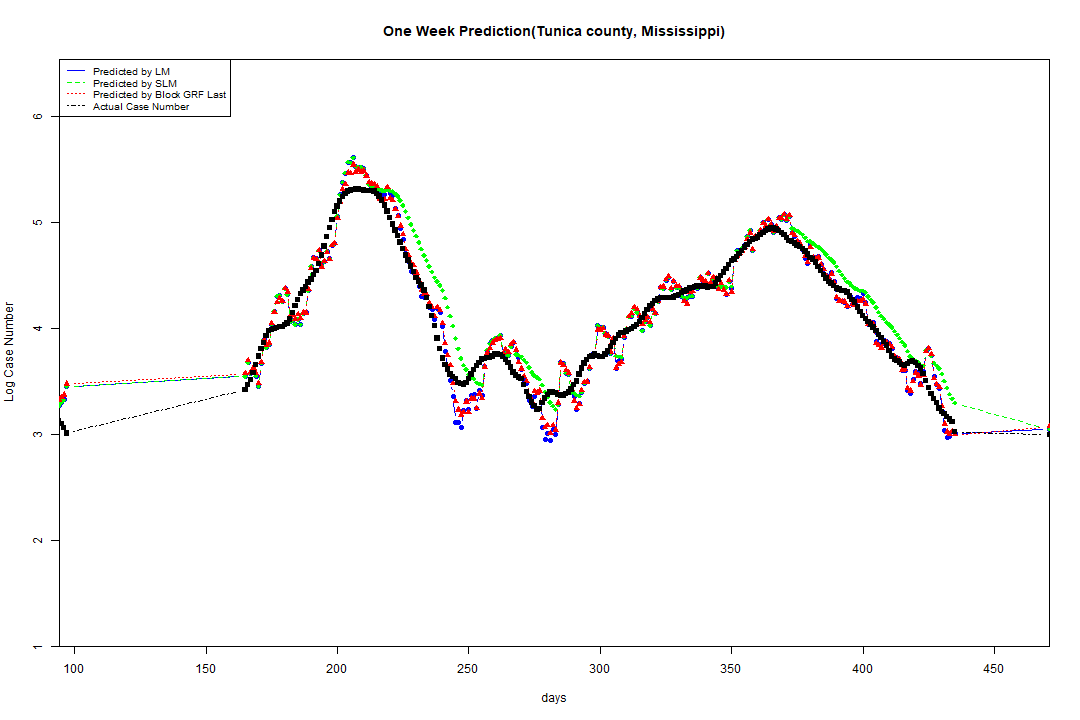 One Week Prediction(Tunica county, Mississippi)
Predicted by LM
Predicted by SLM
Predicted by Block GRF Last
Actual Case Number
6
5
4
3
2
1
Log Case Number
100 150 200 250 300 350 400 450
days